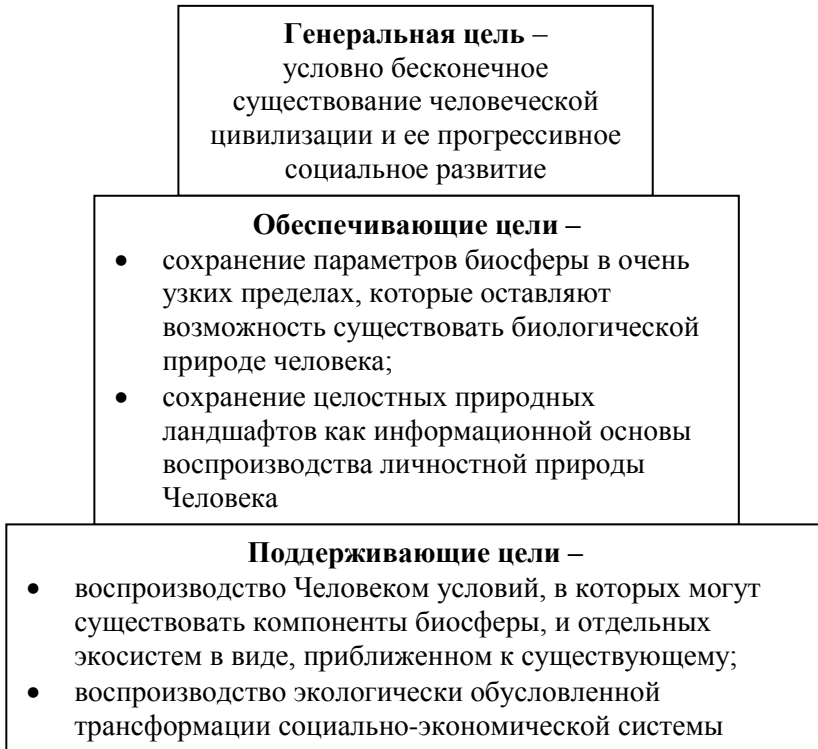 Генеральная цель –
условно бесконечное
существование человеческой
цивилизации и ее прогрессивное
социальное развитие
Обеспечивающие цели –
• сохранение параметров биосферы в очень
узких пределах, которые оставляют
возможность существовать биологической
природе человека;
• сохранение целостных природных
ландшафтов как информационной основы
воспроизводства личностной природы
Человека
Поддерживающие цели –
• воспроизводство Человеком условий, в которых могут
существовать компоненты биосферы, и отдельных
экосистем в виде, приближенном к существующему;
• воспроизводство экологически обусловленной
трансформации социально-экономической системы